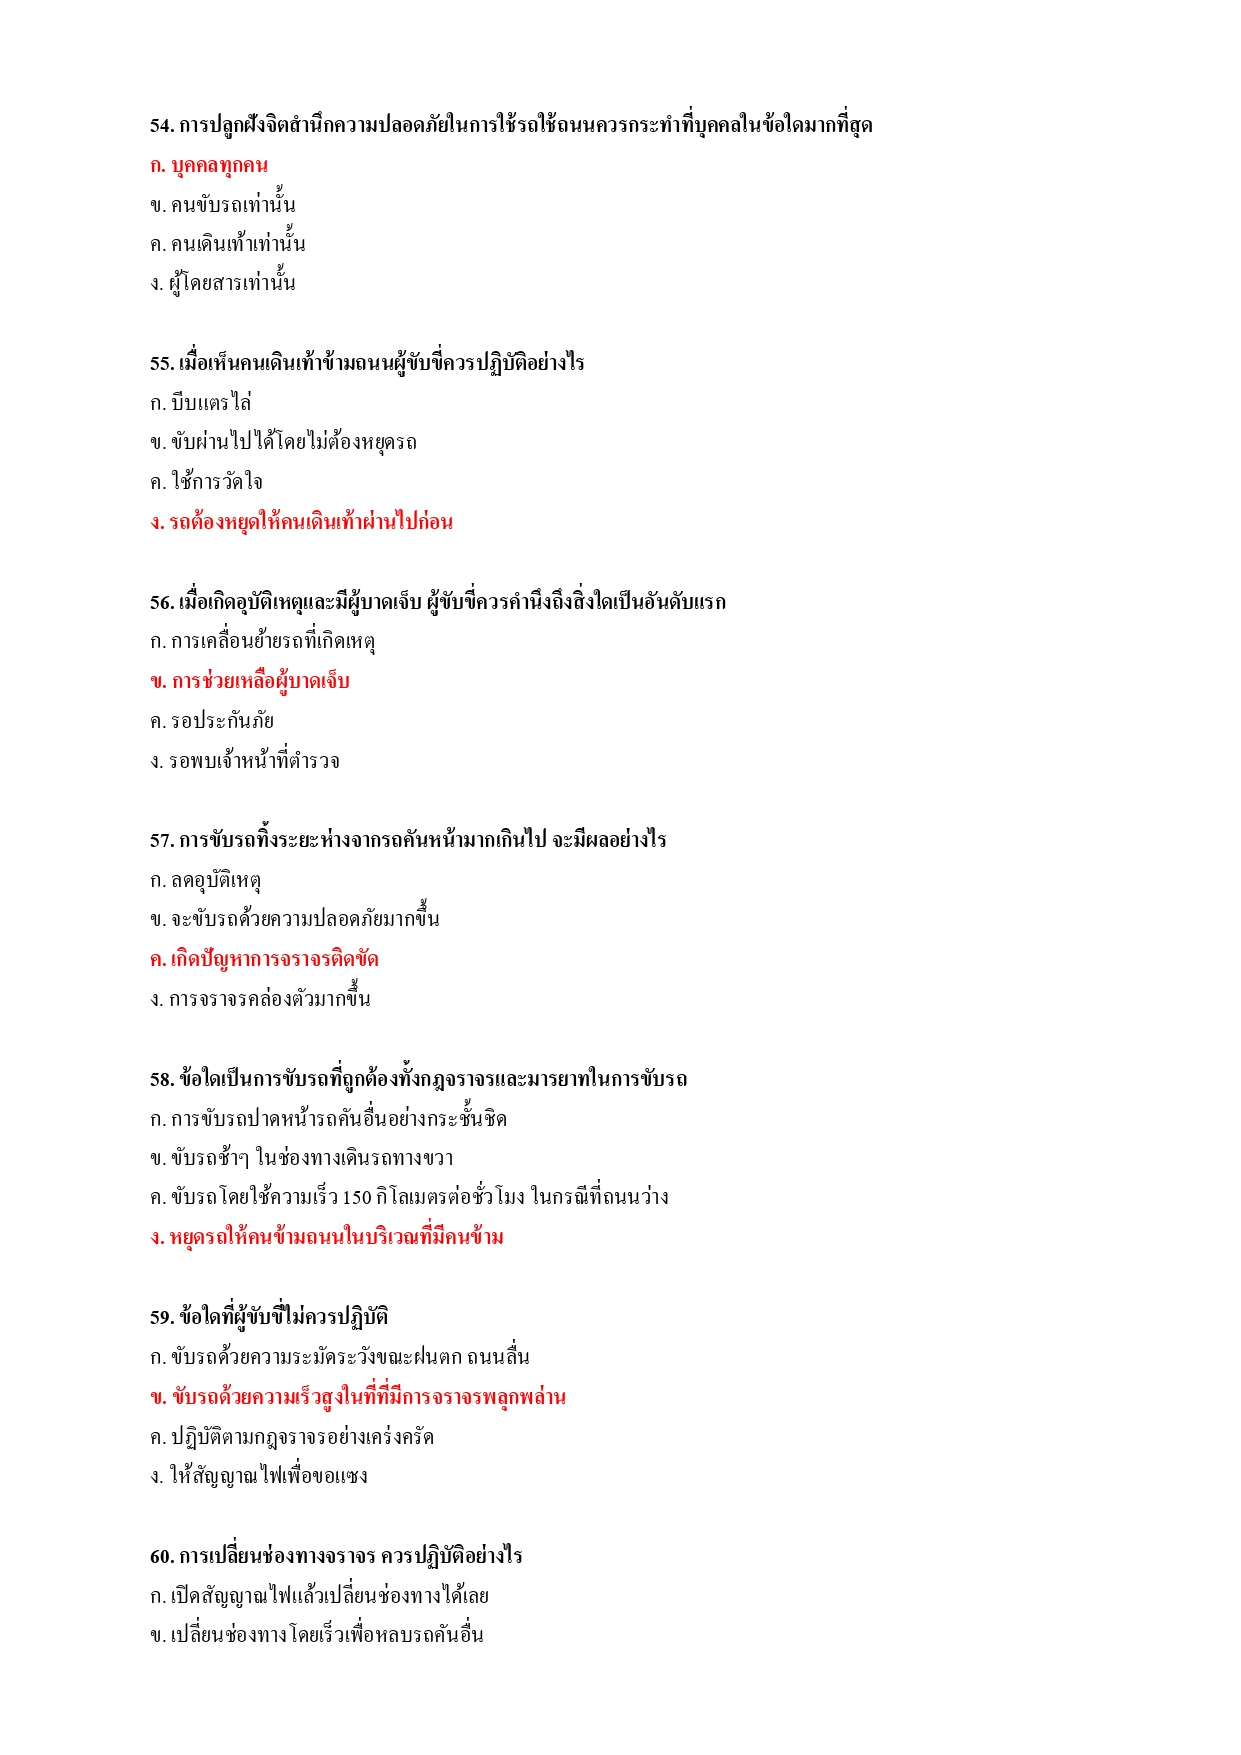 54. การปลูกฝังจิตสำนึกความปลอดภัยในการใช้รถใช้ถนนควรกระทำที่บุคคลในข้อใดมากที่สุด
ก. บุคคลทุกคน
ข. คนขับรถเท่านั้น
ค. คนเดินเท้าเท่านั้น
ง. ผู้โดยสารเท่านั้น
55. เมื่อเห็นคนเดินเท้าข้ามถนนผู้ขับขี่ควรปฏิบัติอย่างไร
ก. บีบแตรไล่
ข. ขับผ่านไปได้โดยไม่ต้องหยุดรถ
ค. ใช้การวัดใจ
ง. รถต้องหยุดให้คนเดินเท้าผ่านไปก่อน
56. เมื่อเกิดอุบัติเหตุและมีผู้บาดเจ็บ ผู้ขับขี่ควรคำนึงถึงสิ่งใดเป็นอันดับแรก
ก. การเคลื่อนย้ายรถที่เกิดเหตุ
ข. การช่วยเหลือผู้บาดเจ็บ
ค. รอประกันภัย
ง. รอพบเจ้าหน้าที่ตำรวจ
57. การขับรถทิ้งระยะห่างจากรถคันหน้ามากเกินไป จะมีผลอย่างไร
ก. ลดอุบัติเหตุ
ข. จะขับรถด้วยความปลอดภัยมากขึ้น
ค. เกิดปัญหาการจราจรติดขัด
ง. การจราจรคล่องตัวมากขึ้น
58. ข้อใดเป็นการขับรถที่ถูกต้องทั้งกฎจราจรและมารยาทในการขับรถ
ก. การขับรถปาดหน้ารถคันอื่นอย่างกระชั้นชิด
ข. ขับรถช้าๆ ในช่องทางเดินรถทางขวา
ค. ขับรถโดยใช้ความเร็ว 150 กิโลเมตรต่อชั่วโมง ในกรณีที่ถนนว่าง
ง. หยุดรถให้คนข้ามถนนในบริเวณที่มีคนข้าม
59. ข้อใดที่ผู้ขับขี่ไม่ควรปฏิบัติ
ก. ขับรถด้วยความระมัดระวังขณะฝนตก ถนนลื่น
ข. ขับรถด้วยความเร็วสูงในที่ที่มีการจราจรพลุกพล่าน
ค. ปฏิบัติตามกฎจราจรอย่างเคร่งครัด
ง. ให้สัญญาณไฟเพื่อขอแซง
60. การเปลี่ยนช่องทางจราจร ควรปฏิบัติอย่างไร
ก. เปิดสัญญาณไฟแล้วเปลี่ยนช่องทางได้เลย
ข. เปลี่ยนช่องทางโดยเร็วเพื่อหลบรถคันอื่น